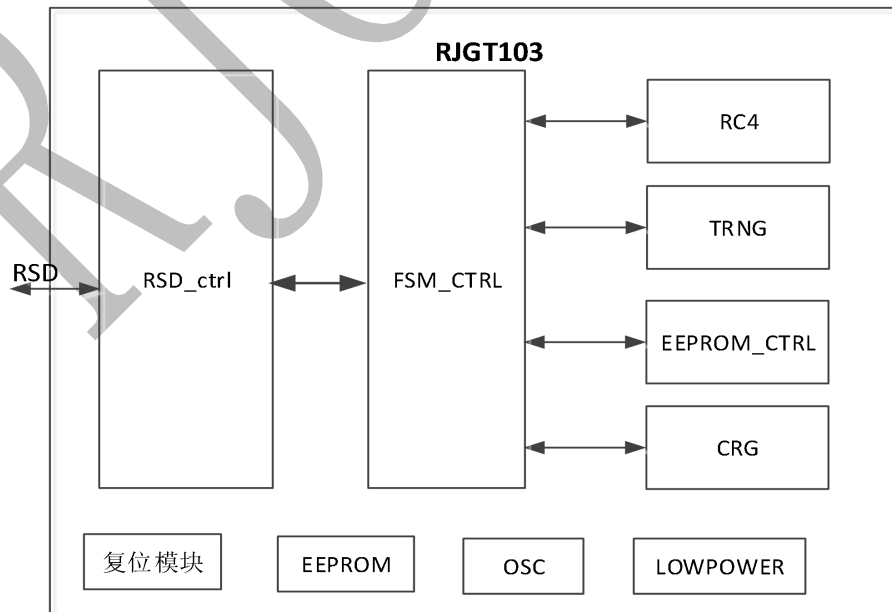 RJGT103
RC4
TRNG
RSD
RSD_ctrl
FSM_CTRL
EEPROM_CTRL
CRG
复位模块
EEPROM
OSC
LOWPOWER